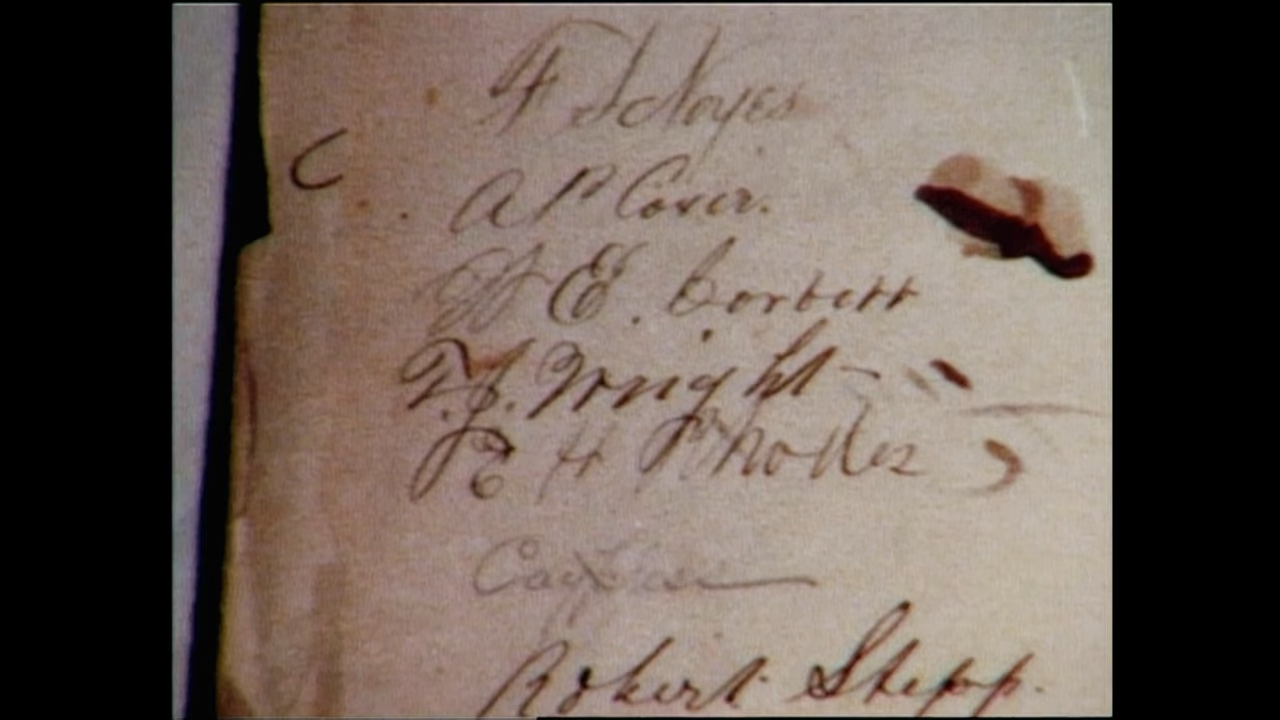 F S Noyes
C
A P Cover.
W E. Corbett
T. J. Wright
E H Rhodes
Robert Stepp.